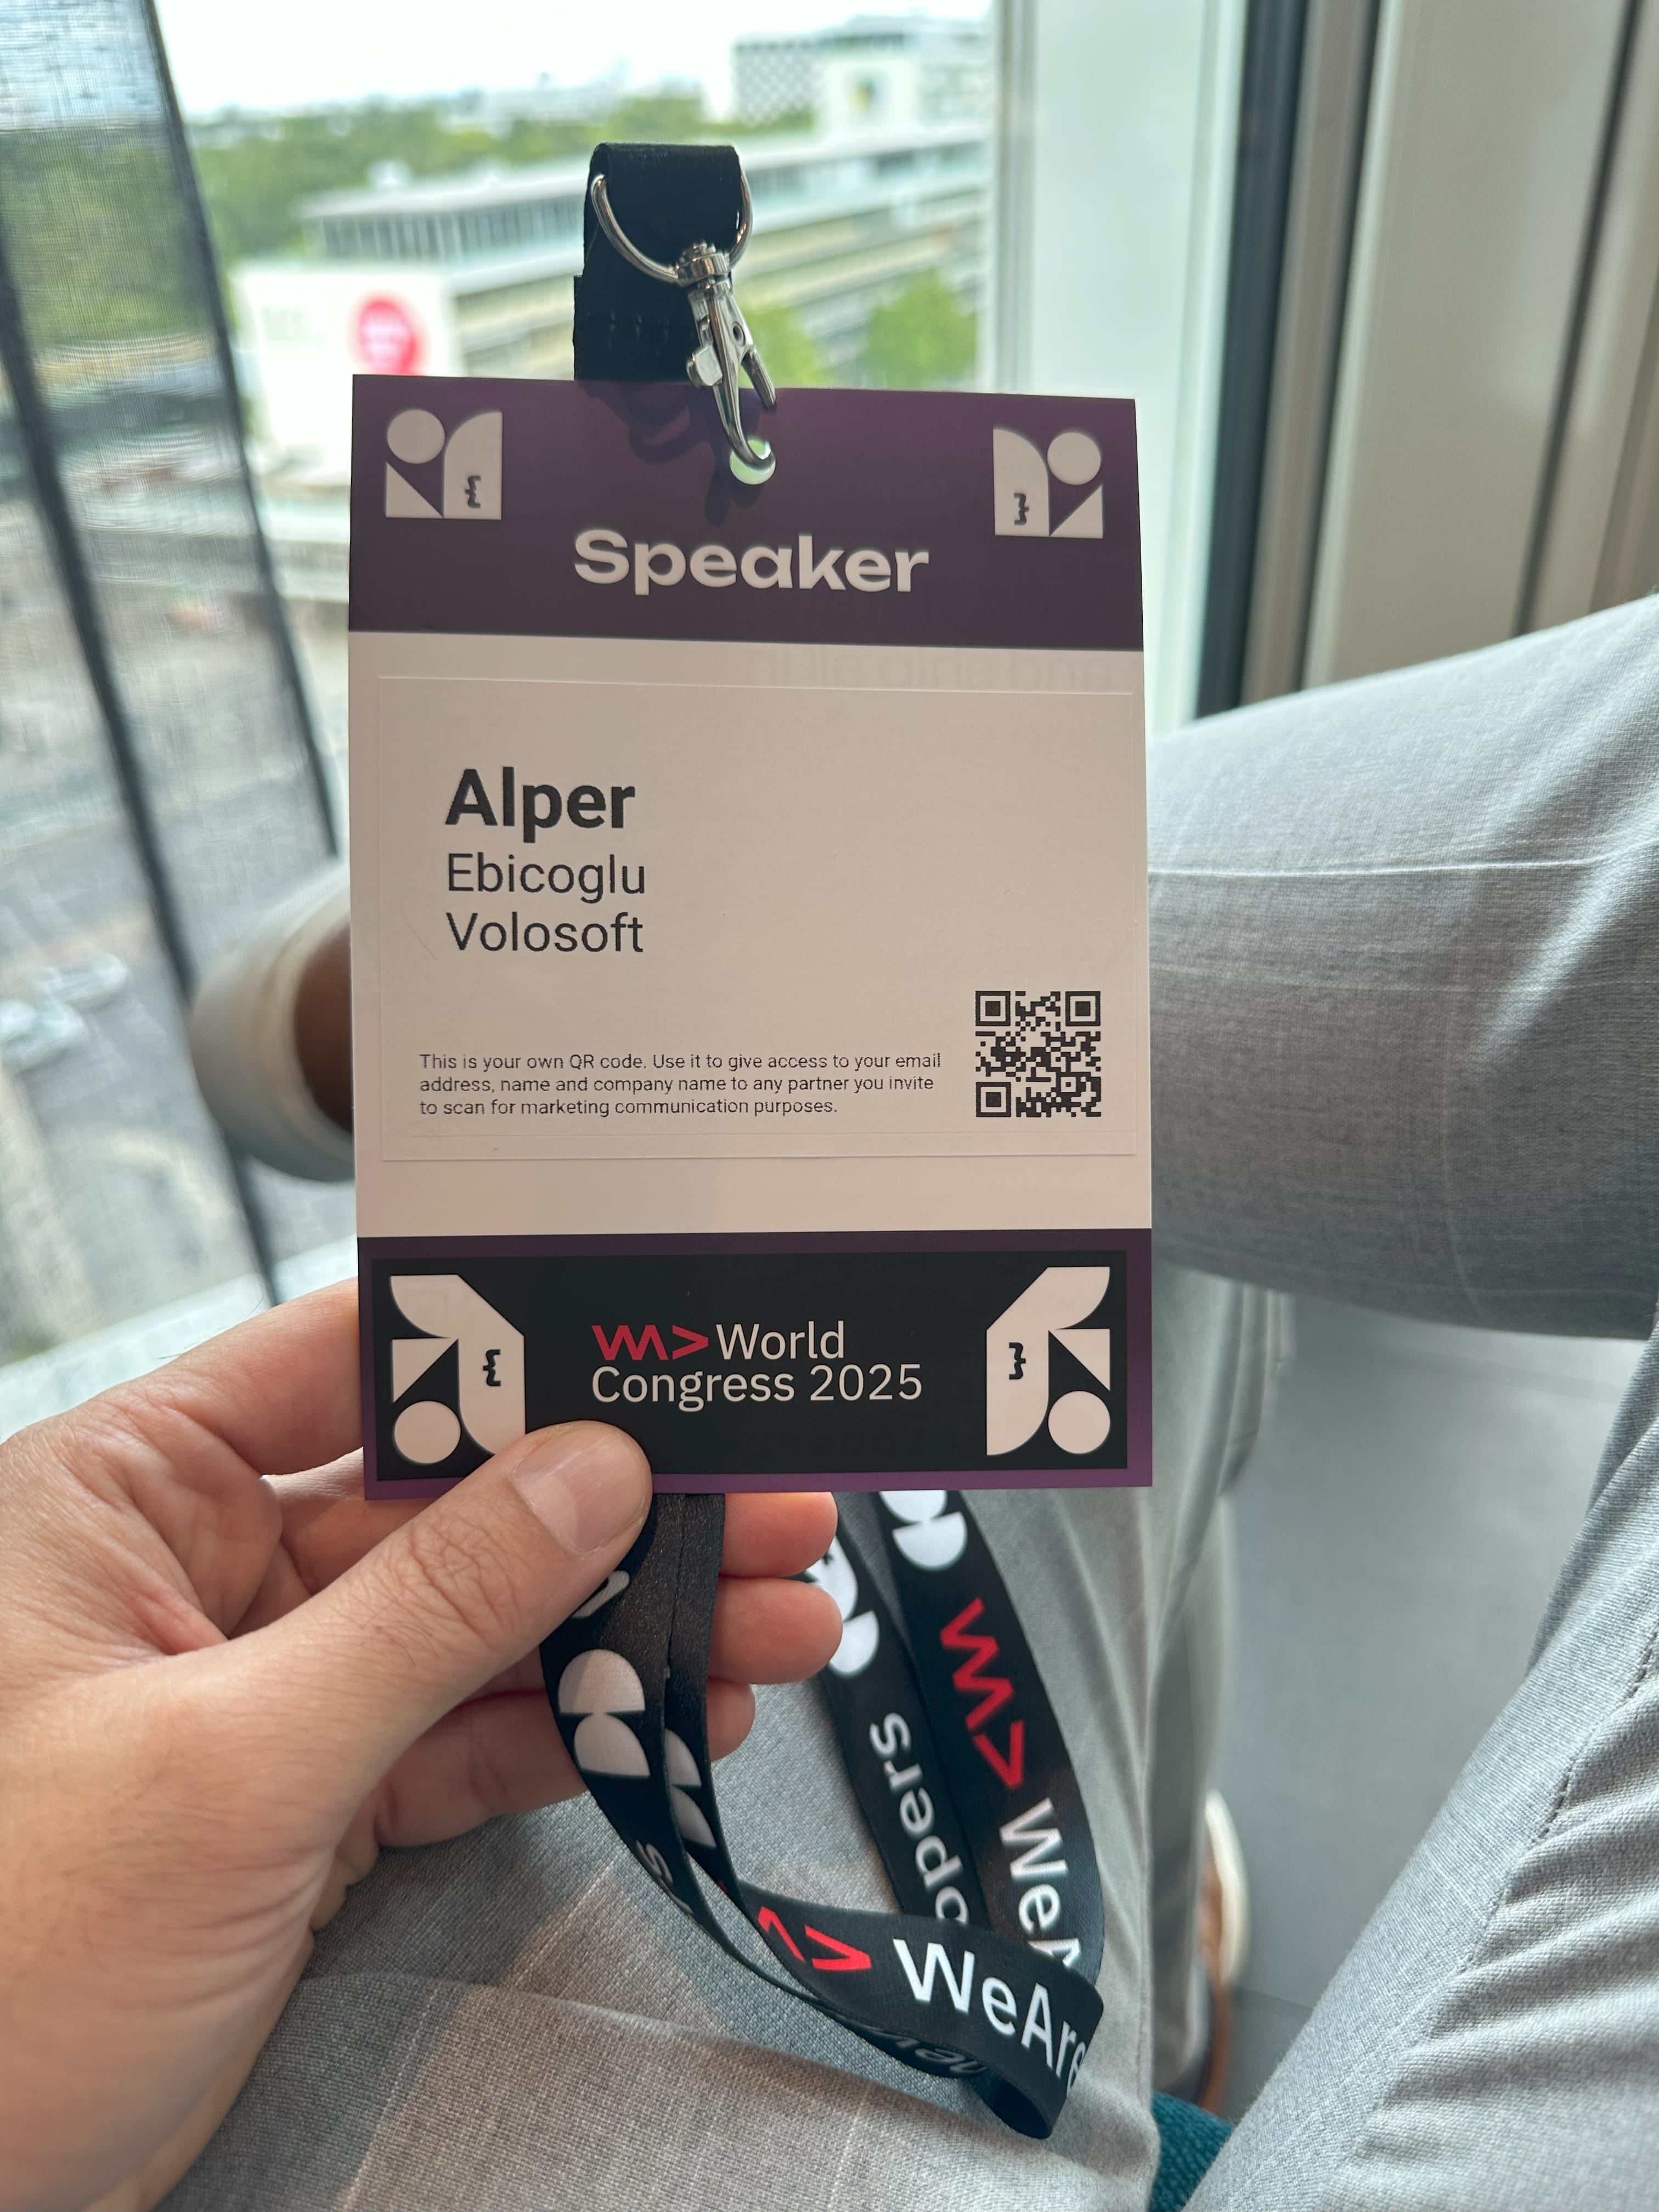 Speaker
Alper
Ebicoglu
Volosoft
This is your own QR code. Use it to give access to your email
address, name and company name to any partner you invite
to scan for marketing communication purposes.
World
Congress 2025
WeAre